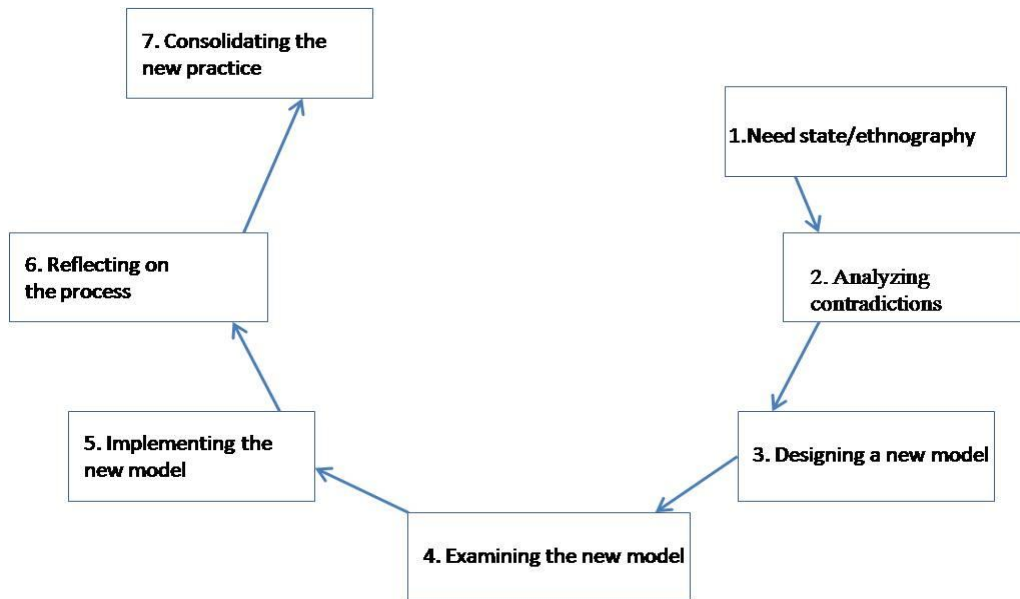 1.Need state/ethnography
2. Analyzing
contradictions
3. Designing a new model
4. Examining the new model
5. Implementing the
new model
6. Reflecting on
the process
7. Consolidating the
new practice